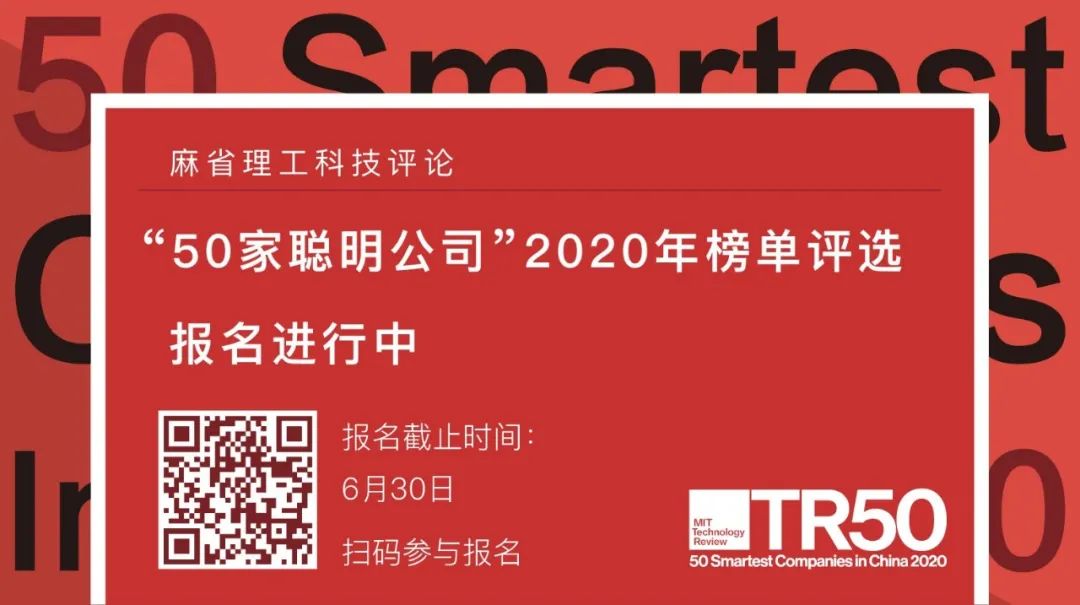 50 Smartest
麻省理工科技评论
“50家聪明公司”2020年榜单评选
报名进行中
报名截止时间：
6月30日
扫码参与报名
MIT
Technology
Review
TR50
50 Smartest Companies in China 2020